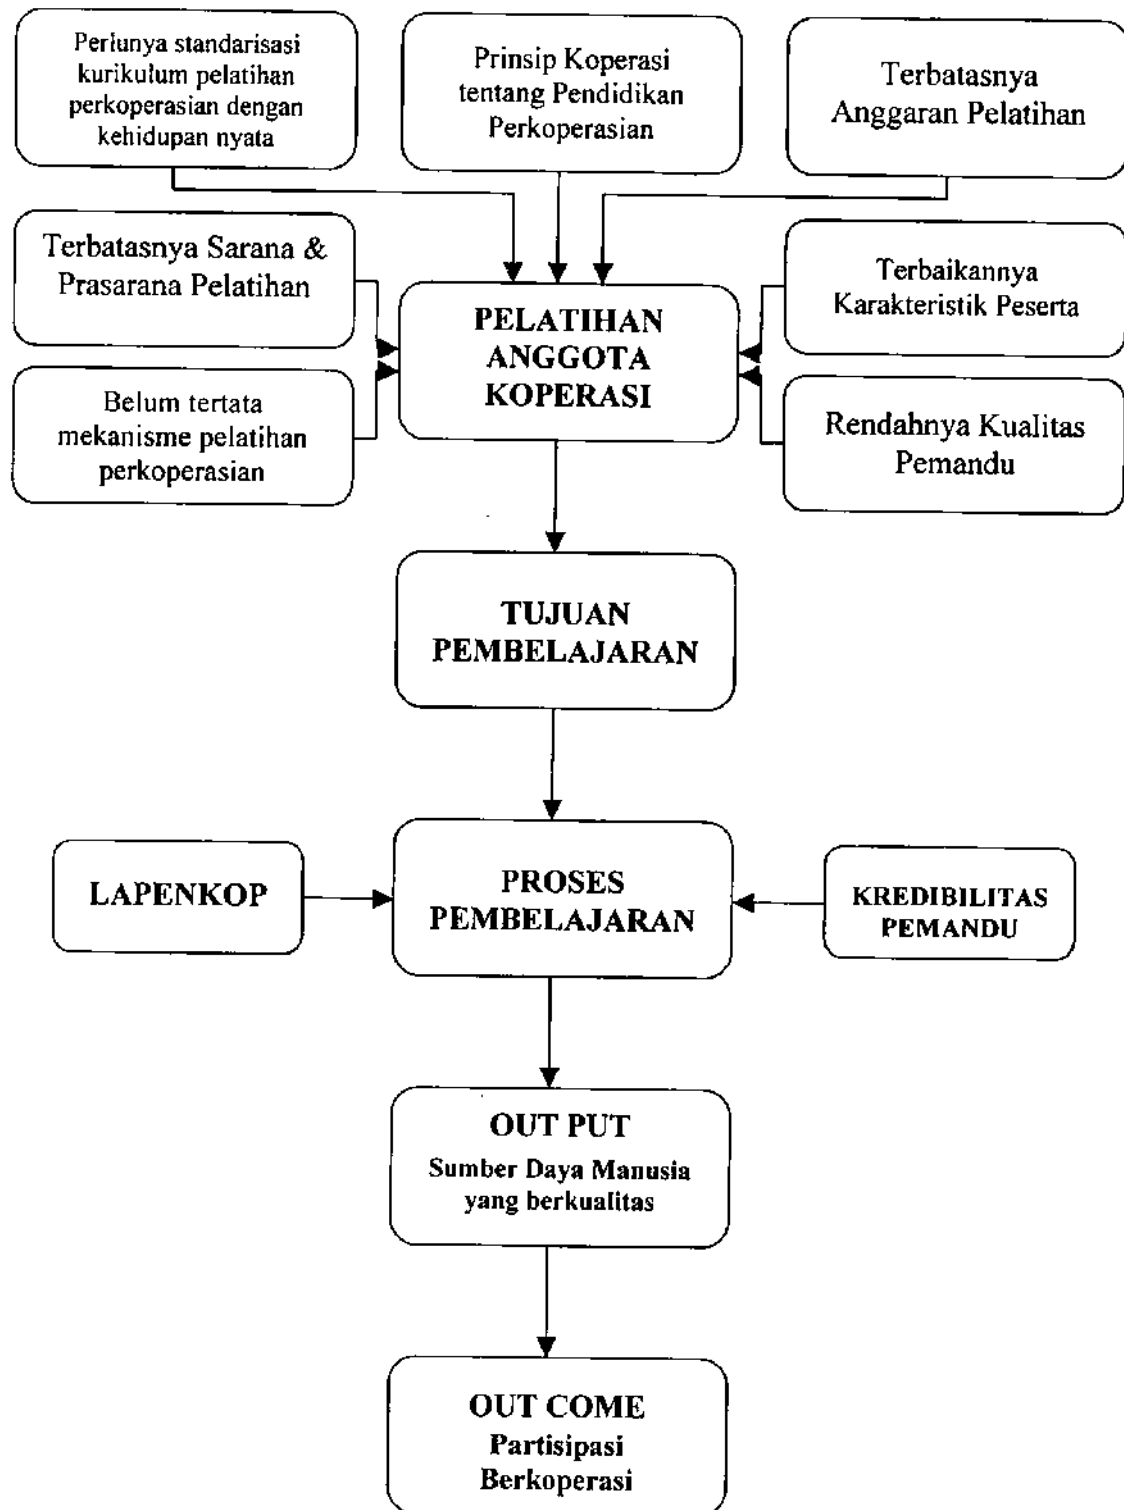 Perlunya standarisasi
kurikulum pelatihan
perkoperasian dengan
kehidupan nyata
Prinsip Koperasi
tentang Pendidikan
Perkoperasian
Terbatasnya
Anggaran Pelatihan
Terbatasnya Sarana &
Prasarana Pelatihan
PELATIHAN
ANGGOTA
KOPERASI
Terbaikannya
Karakteristik Peserta
Belum tertata
mekanisme pelatihan
perkoperasian
Rendahnya Kualitas
Pemandu
TUJUAN
PEMBELAJARAN
LAPENKOP
PROSES
PEMBELAJARAN
KREDIBILITAS
PEMANDU
OUT PUT
Sumber Daya Manusia
yang berkualitas
OUT COME
Partisipasi
Berkoperasi